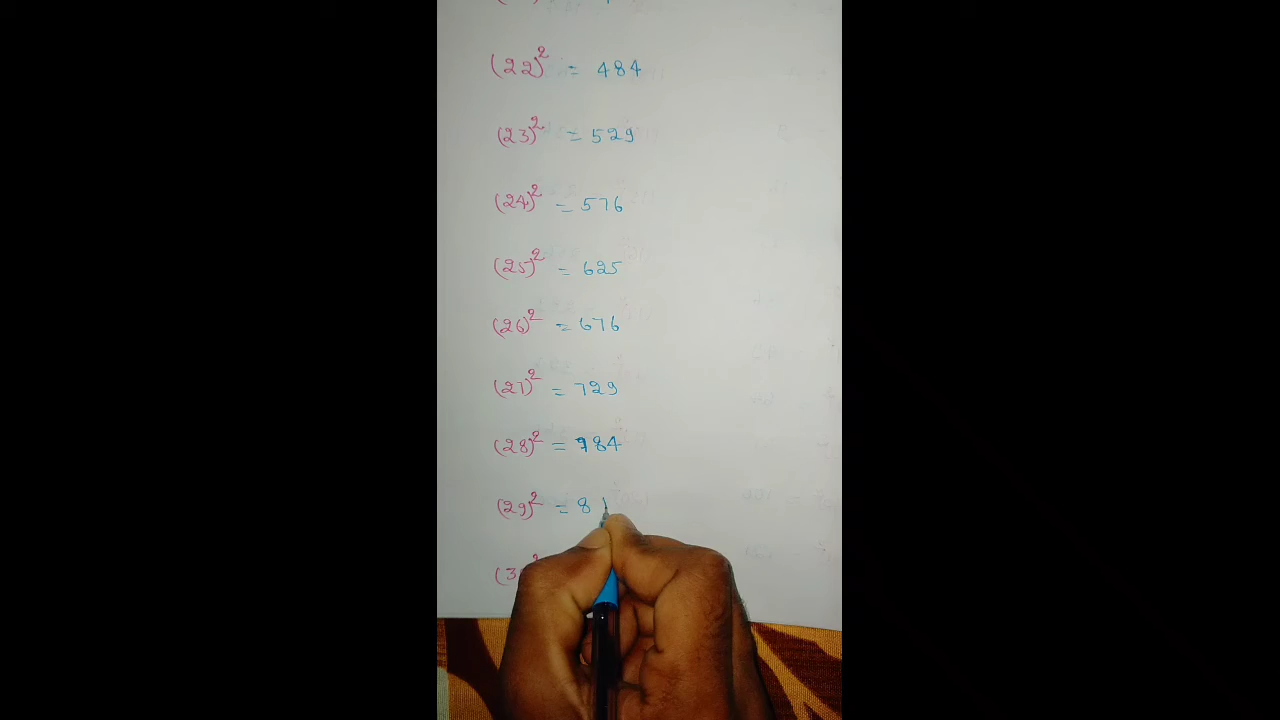 (22)² = 484
(23)² = 529
(24)² = 576
(25)² = 625
(26)² = 676
(27)² = 729
(28)² = 784
(29)² = 8
(3